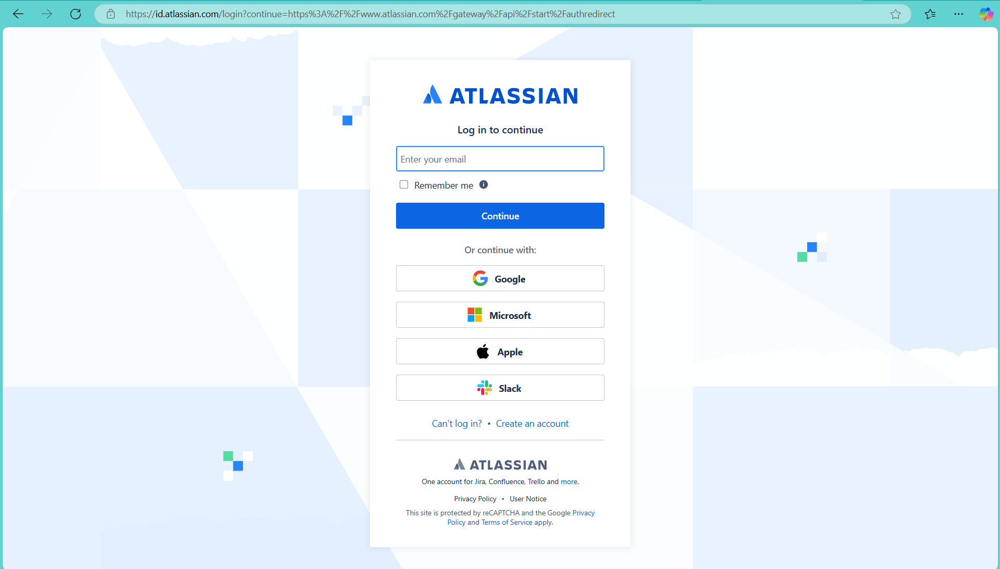 https://id.atlassian.com/login?continue=https%3A%2F%2Fwww.atlassian.com%2Fgateway%2Fapi%2Fstart%2Fauthredirect
ATLASSIAN
Log in to continue
Enter your email
Remember me
Continue
Or continue with:
Google
Microsoft
Apple
Slack
Can't log in? • Create an account
ATLASSIAN
One account for Jira, Confluence, Trello and more.
Privacy Policy • User Notice
This site is protected by reCAPTCHA and the Google Privacy
Policy and Terms of Service apply.